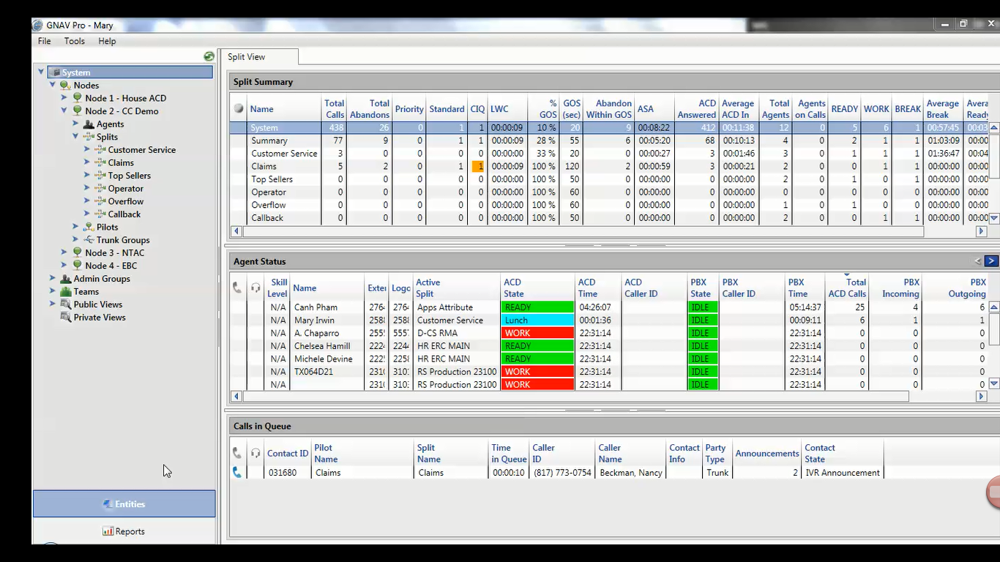 GNAV Pro - Mary
File Tools Help
System
Nodes
Node 1 - House ACD
Node 2 - CC Demo
Agents
Splits
Customer Service
Claims
Top Sellers
Operator
Overflow
Callback
Pilots
Trunk Groups
Node 3 - NTAC
Node 4 - EBC
Admin Groups
Teams
Public Views
Private Views
Entities
Reports
Split View
Split Summary
Name Total Calls Total Abandons Priority Standard CIQ LWC % GOS GOS (sec) Abandon Within GOS ASA ACD Answered Average ACD In Total Agents Agents on Calls READY WORK BREAK Average Break
System 438 26 0 1 1 00:00:09 10 % 20 9 00:08:22 412 00:11:38 12 0 5 6 1 00:57:45 00:03
Summary 77 9 0 1 1 00:00:09 28 % 55 6 00:05:20 68 00:10:13 4 0 2 1 1 01:03:09 00:03
Customer Service 3 0 0 0 0 00:00:00 33 % 20 0 00:00:27 3 00:01:46 3 0 1 1 1 01:36:47 00:04
Claims 5 2 0 1 1 00:00:09 100 % 120 2 00:00:59 3 00:00:21 2 0 1 1 0 00:00:00 00:00
Top Sellers 0 0 0 0 0 00:00:00 100 % 50 0 00:00:00 0 00:00:00 2 0 1 0 1 00:00:00 00:00
Operator 0 0 0 0 0 00:00:00 100 % 60 0 00:00:00 0 00:00:00 0 0 0 0 0 00:00:00 00:00
Overflow 0 0 0 0 0 00:00:00 100 % 60 0 00:00:00 0 00:00:00 1 0 1 0 0 00:00:00 00:00
Callback 0 0 0 0 0 00:00:00 100 % 50 0 00:00:00 0 00:00:00 2 0 0 1 1 00:00:00 00:00
Agent Status
Skill Level Name Exte Logo Active Split ACD State ACD Time ACD Caller ID PBX State PBX Caller ID PBX Time Total ACD Calls PBX Incoming PBX Outgoing
N/A Canh Pham 276 276 Apps Attribute READY 04:26:07 IDLE 05:14:37 25 4 6
N/A Mary Irwin 258 258 Customer Service Lunch 00:01:36 IDLE 00:09:11 6 1 1
N/A A. Chaparro 255 555 D-CS RMA WORK 22:31:14 IDLE 22:31:14 0 0 0
N/A Chelsea Hamill 222 224 HR ERC MAIN READY 22:31:14 IDLE 22:31:14 0 0 0
N/A Michele Devine 222 225 HR ERC MAIN READY 22:31:14 IDLE 22:31:14 0 0 0
N/A TX064D21 231 310 RS Production 23100 WORK 22:31:14 IDLE 22:31:14 0 0 0
N/A 231 310 RS Production 23100 WORK 22:31:14 IDLE 22:31:14 0 0 0
Calls in Queue
Contact ID Pilot Name Split Name Time in Queue Caller ID Caller Name Contact Info Party Type Announcements Contact State
031680 Claims Claims 00:00:10 (817) 773-0754 Beckman, Nancy Trunk 2 IVR Announcement